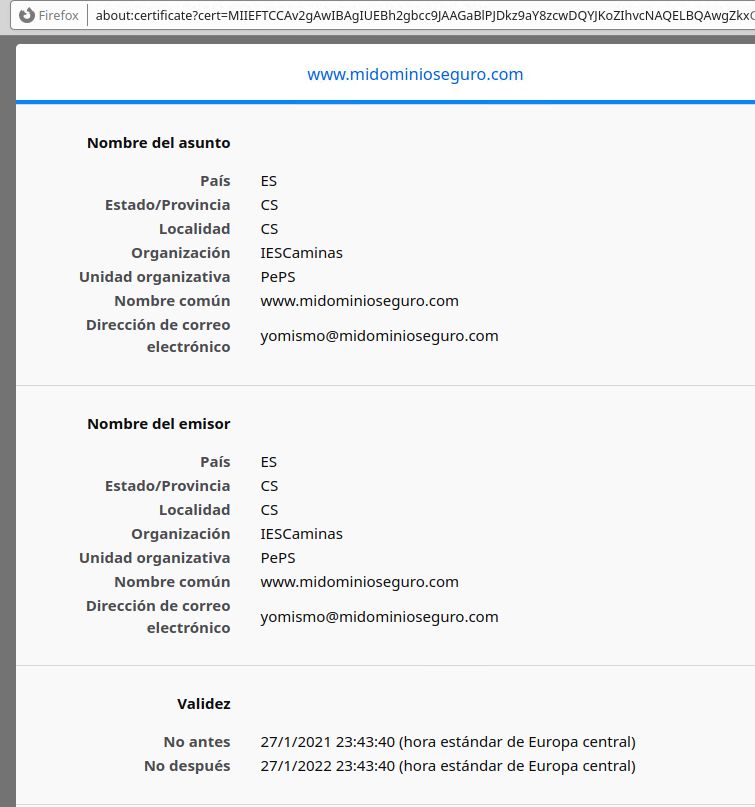 Firefox about:certificate?cert=MIIEFTCCAv2gAwIBAgIUEBh2gbcc9JAAGaBlPJDkz9aY8zcwDQYJKoZIhvcNAQELBQAwgZkxC
www.midominioseguro.com
Nombre del asunto
País ES
Estado/Provincia CS
Localidad CS
Organización IESCaminas
Unidad organizativa PePS
Nombre común www.midominioseguro.com
Dirección de correo
electrónico yomismo@midominioseguro.com
Nombre del emisor
País ES
Estado/Provincia CS
Localidad CS
Organización IESCaminas
Unidad organizativa PePS
Nombre común www.midominioseguro.com
Dirección de correo
electrónico yomismo@midominioseguro.com
Validez
No antes 27/1/2021 23:43:40 (hora estándar de Europa central)
No después 27/1/2022 23:43:40 (hora estándar de Europa central)